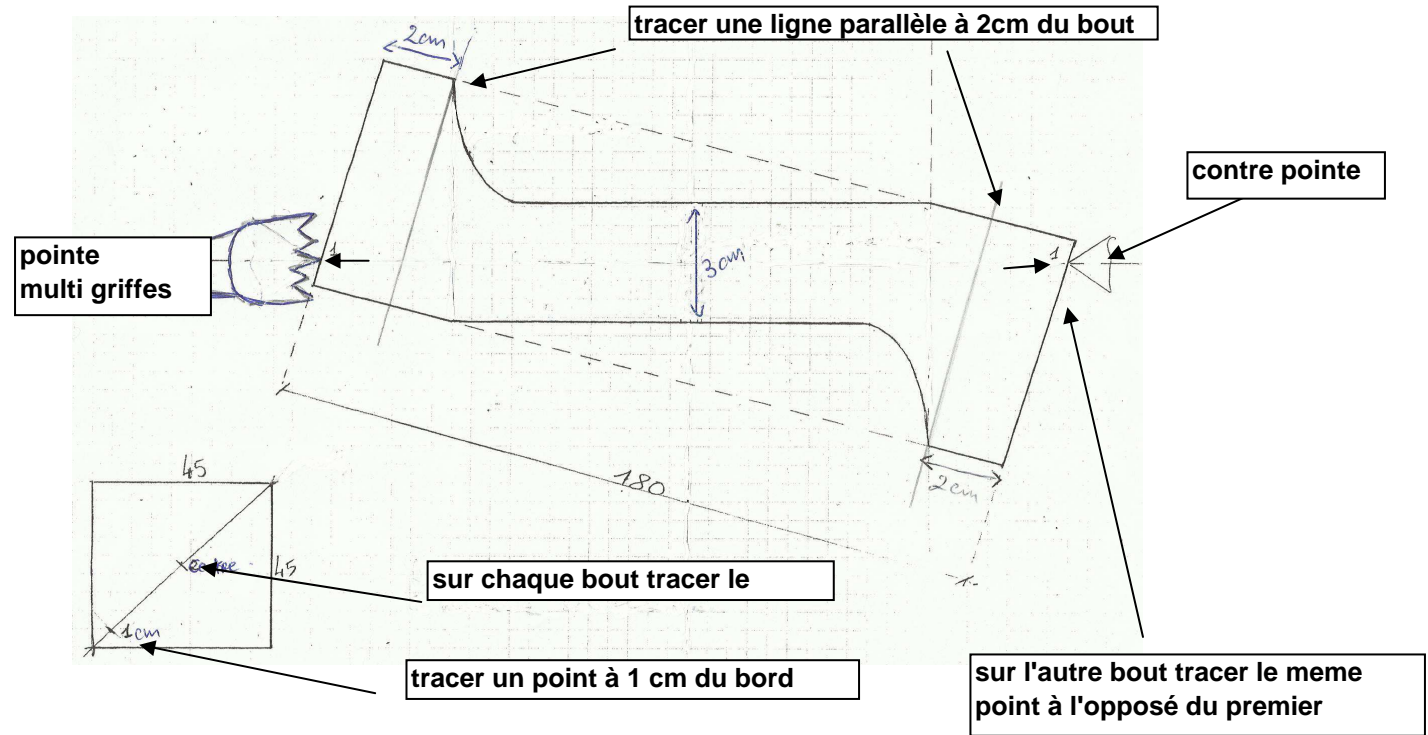 tracer une ligne parallèle à 2cm du bout
2cm
contre pointe
pointe
multi griffes
1
1
3cm
180
2cm
45
45
centre
sur chaque bout tracer le
1cm
tracer un point à 1 cm du bord
sur l'autre bout tracer le meme
point à l'opposé du premier